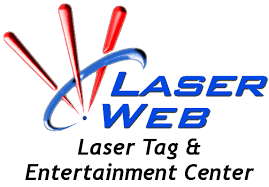 LASER
WEB
Laser Tag &
Entertainment Center